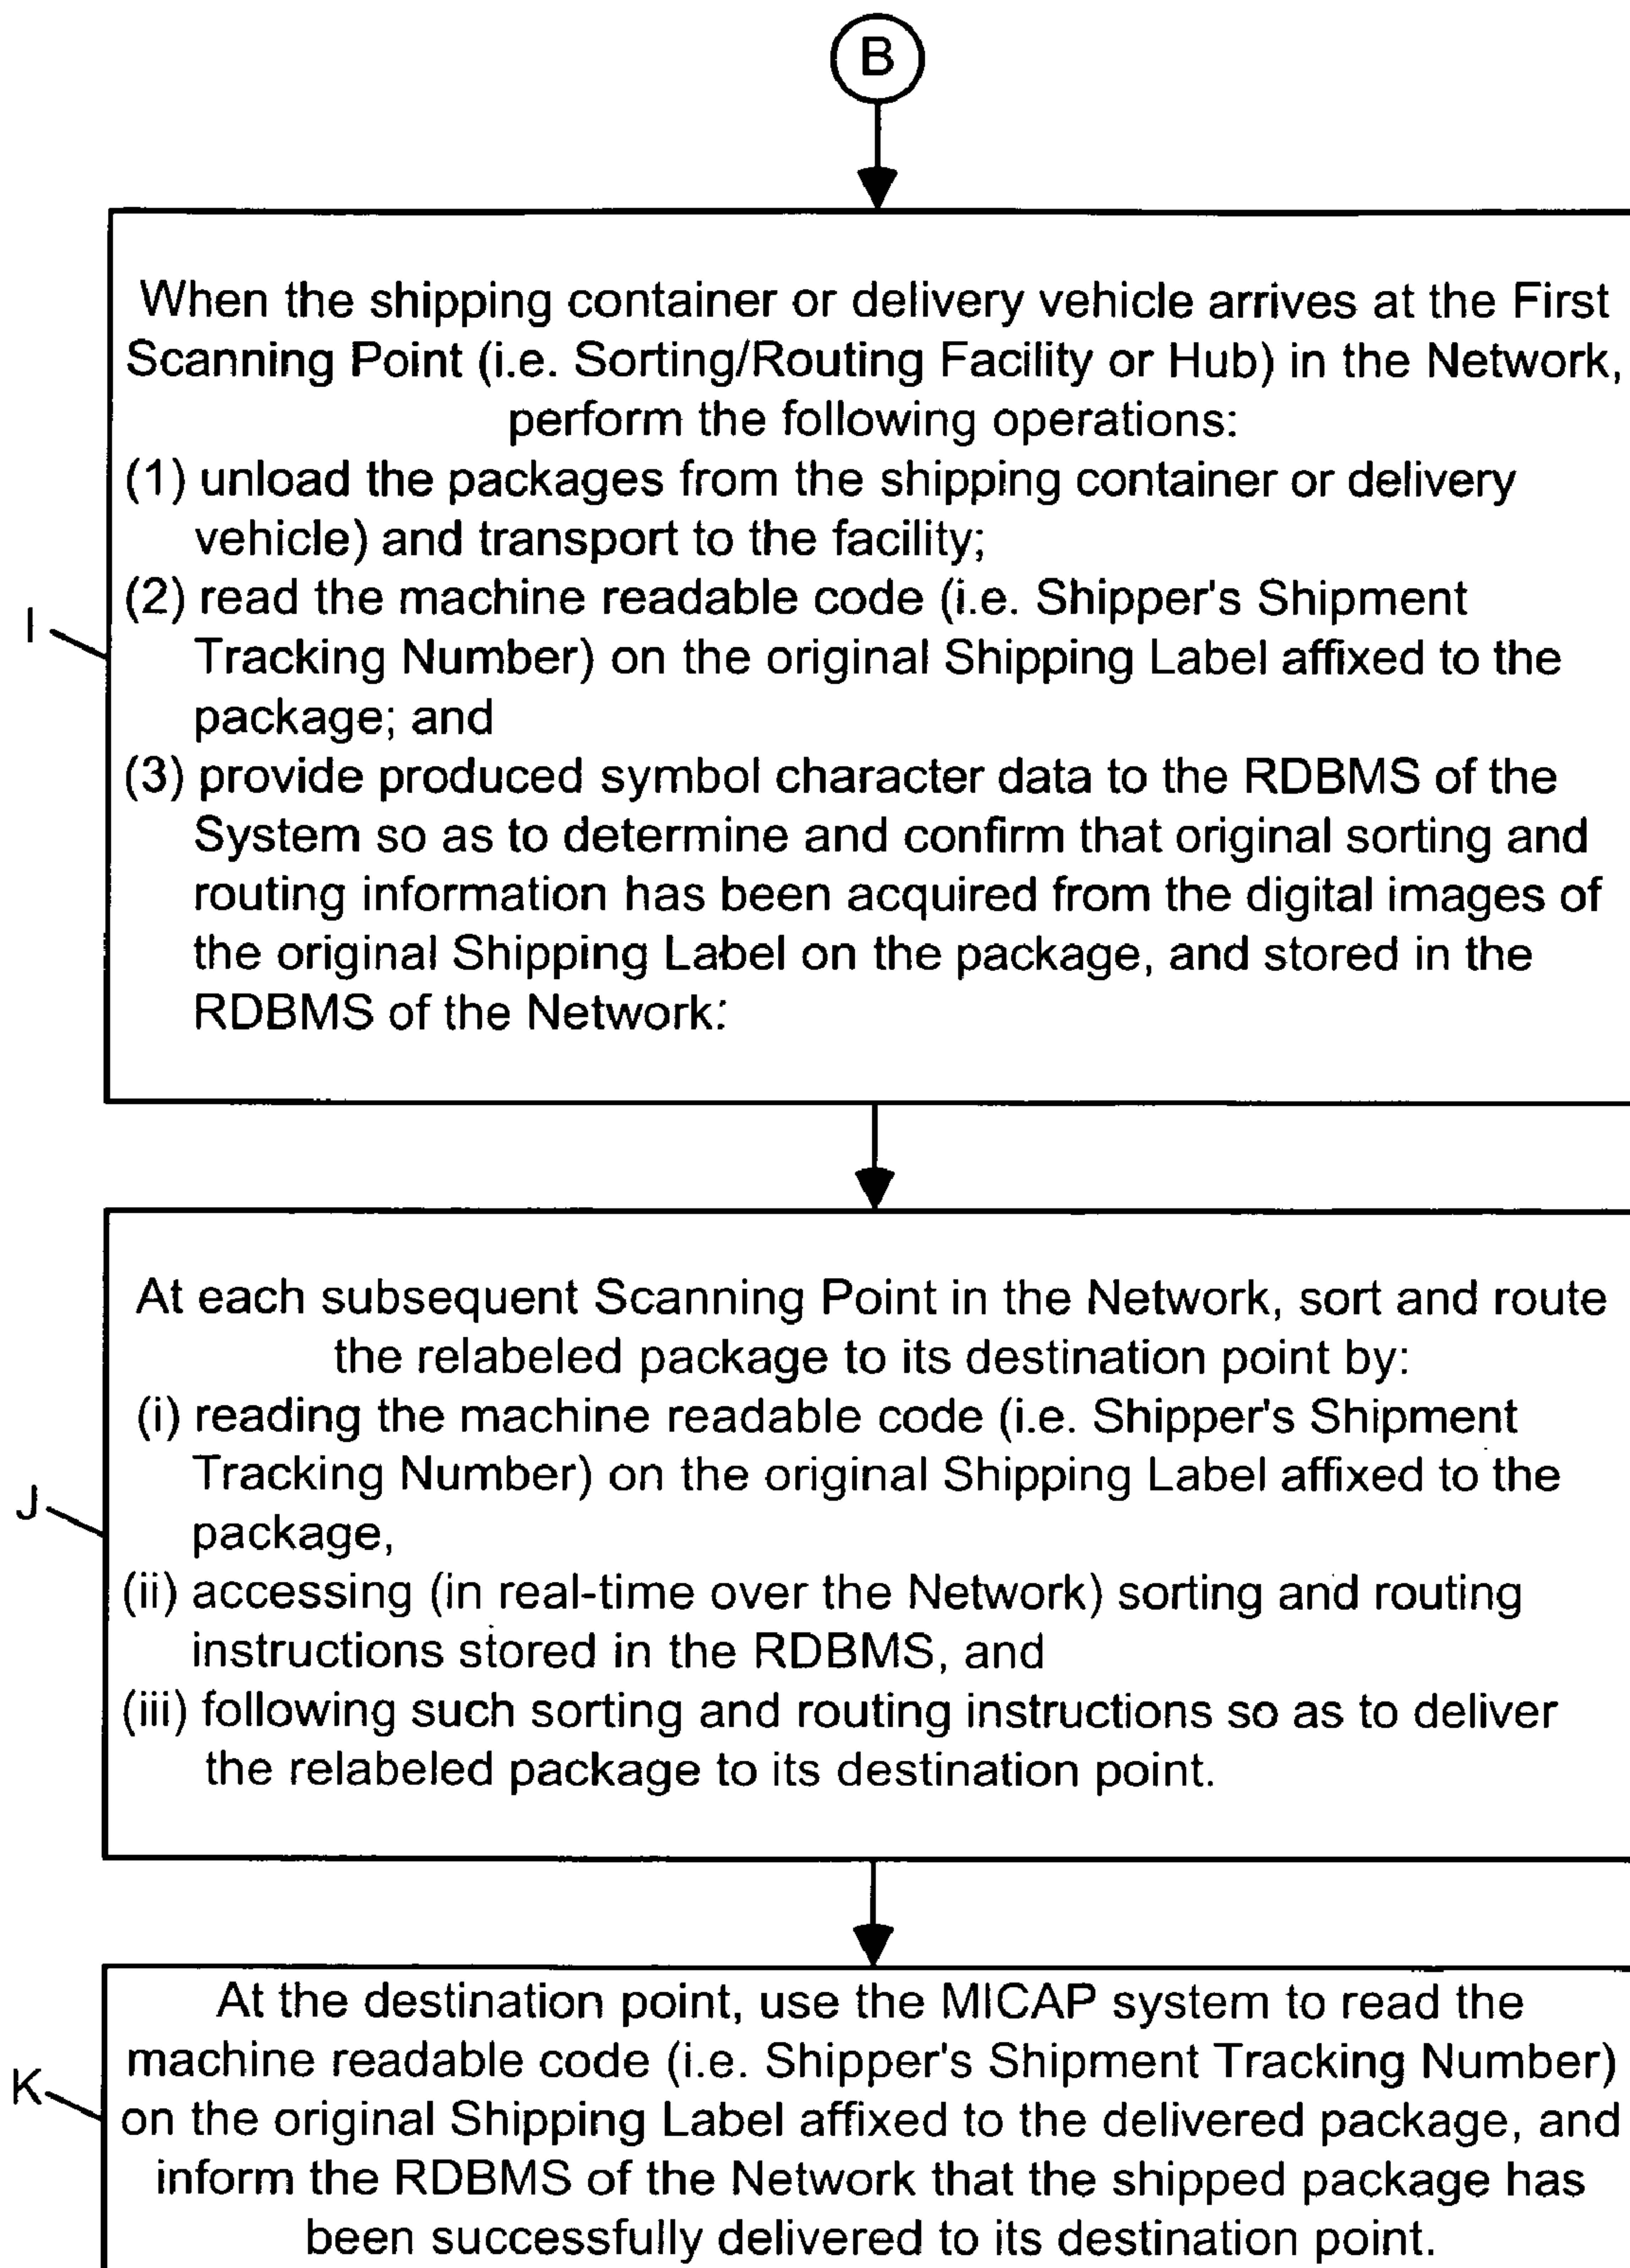 B
When the shipping container or delivery vehicle arrives at the First
Scanning Point (i.e. Sorting/Routing Facility or Hub) in the Network,
perform the following operations:
(1) unload the packages from the shipping container or delivery
vehicle) and transport to the facility;
(2) read the machine readable code (i.e. Shipper's Shipment
Tracking Number) on the original Shipping Label affixed to the
package; and
(3) provide produced symbol character data to the RDBMS of the
System so as to determine and confirm that original sorting and
routing information has been acquired from the digital images of
the original Shipping Label on the package, and stored in the
RDBMS of the Network:
I
At each subsequent Scanning Point in the Network, sort and route
the relabeled package to its destination point by:
(i) reading the machine readable code (i.e. Shipper's Shipment
Tracking Number) on the original Shipping Label affixed to the
package,
(ii) accessing (in real-time over the Network) sorting and routing
instructions stored in the RDBMS, and
(iii) following such sorting and routing instructions so as to deliver
the relabeled package to its destination point.
J
At the destination point, use the MICAP system to read the
machine readable code (i.e. Shipper's Shipment Tracking Number)
on the original Shipping Label affixed to the delivered package, and
inform the RDBMS of the Network that the shipped package has
been successfully delivered to its destination point.
K